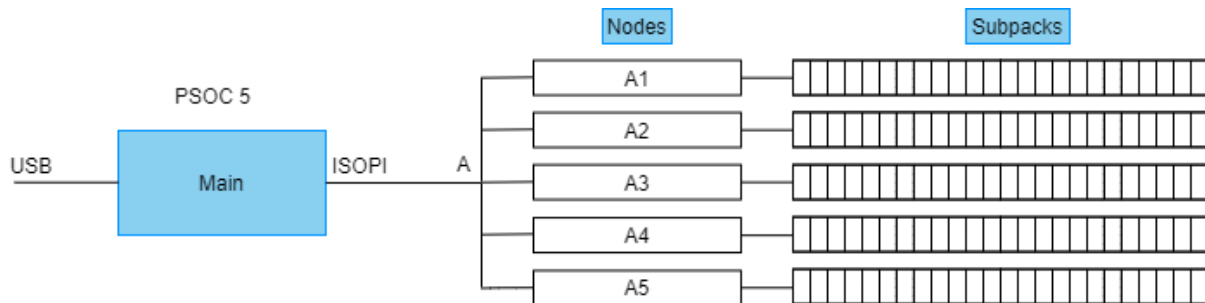 Nodes
Subpacks
PSOC 5
USB
Main
ISOPI
A
A1
A2
A3
A4
A5